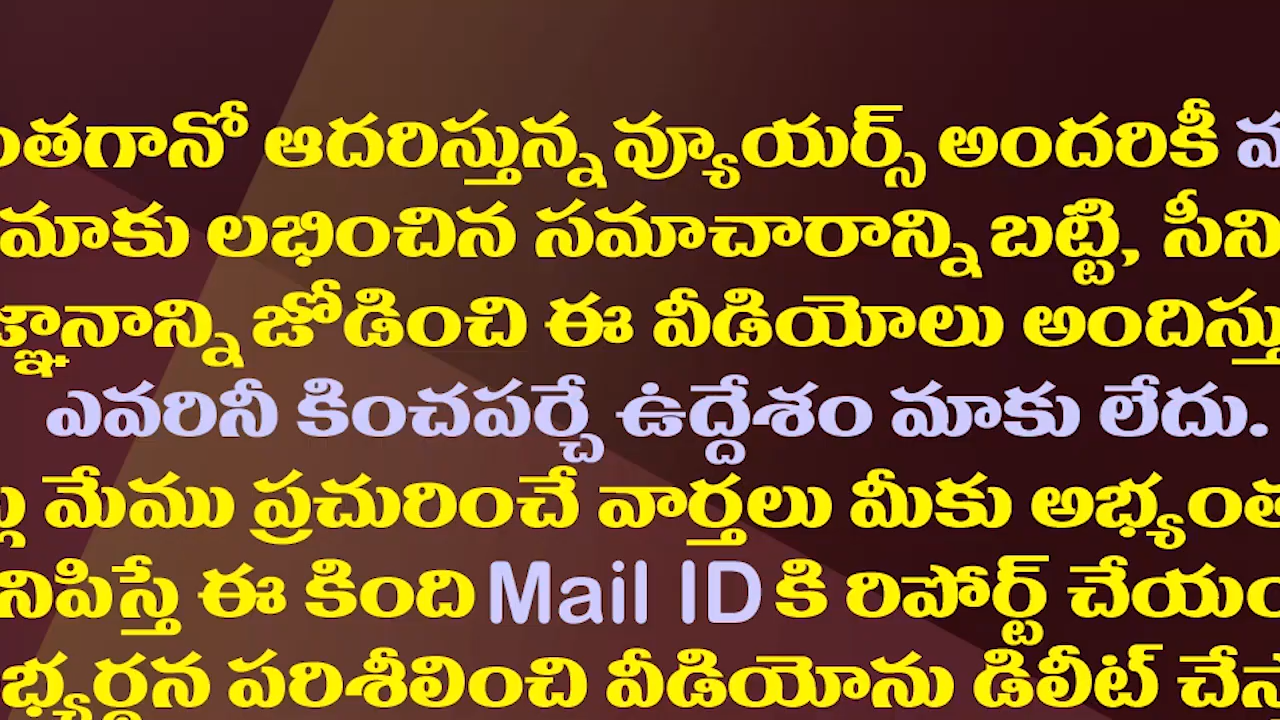 ంతగానో ఆదరిస్తున్న వ్యూయర్స్ అందరికీ
మాకు లభించిన సమాచారాన్ని బట్టి, సీని
జ్ఞానాన్ని జోడించి ఈ వీడియోలు అందిస్తు
ఎవరినీ కించపర్చే ఉద్దేశం మాకు లేదు.
మేము ప్రచురించే వార్తలు మీకు అభ్యంత
నిపిస్తే ఈ కింది Mail ID కి రిపోర్ట్ చేయం
భ్యర్థన పరిశీలించి వీడియోను డిలీట్ చేస